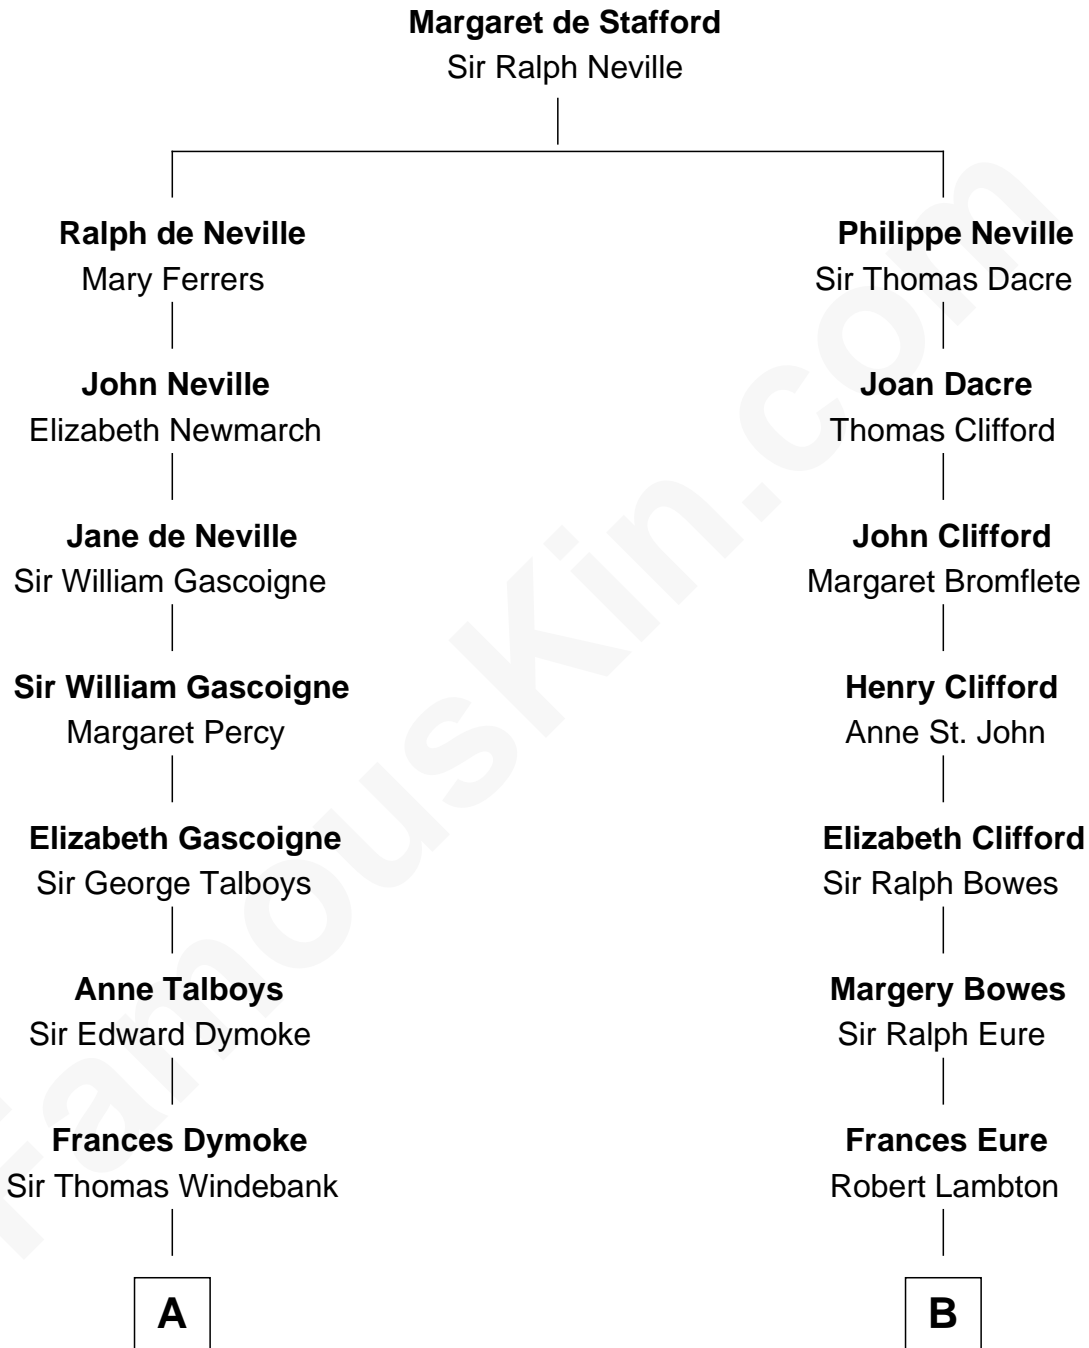 Margaret de Stafford
Sir Ralph Neville
Ralph de Neville
Mary Ferrers
John Neville
Elizabeth Newmarch
Jane de Neville
Sir William Gascoigne
Sir William Gascoigne
Margaret Percy
Elizabeth Gascoigne
Sir George Talboys
Anne Talboys
Sir Edward Dymoke
Frances Dymoke
Sir Thomas Windebank
A
Philippe Neville
Sir Thomas Dacre
Joan Dacre
Thomas Clifford
John Clifford
Margaret Bromflete
Henry Clifford
Anne St. John
Elizabeth Clifford
Sir Ralph Bowes
Margery Bowes
Sir Ralph Eure
Frances Eure
Robert Lambton
B
FamousKin.com